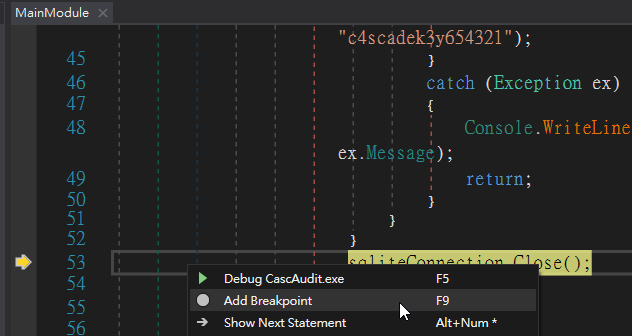 MainModule
"c4scadek3y654321");
45 }
46 catch (Exception ex)
47 {
48 Console.WriteLine
ex.Message);
49 return;
50 }
51 }
52 }
53 sqliteConnection.Close();
54 Debug CascAudit.exe F5
55 Add Breakpoint F9
56 Show Next Statement Alt+Num *